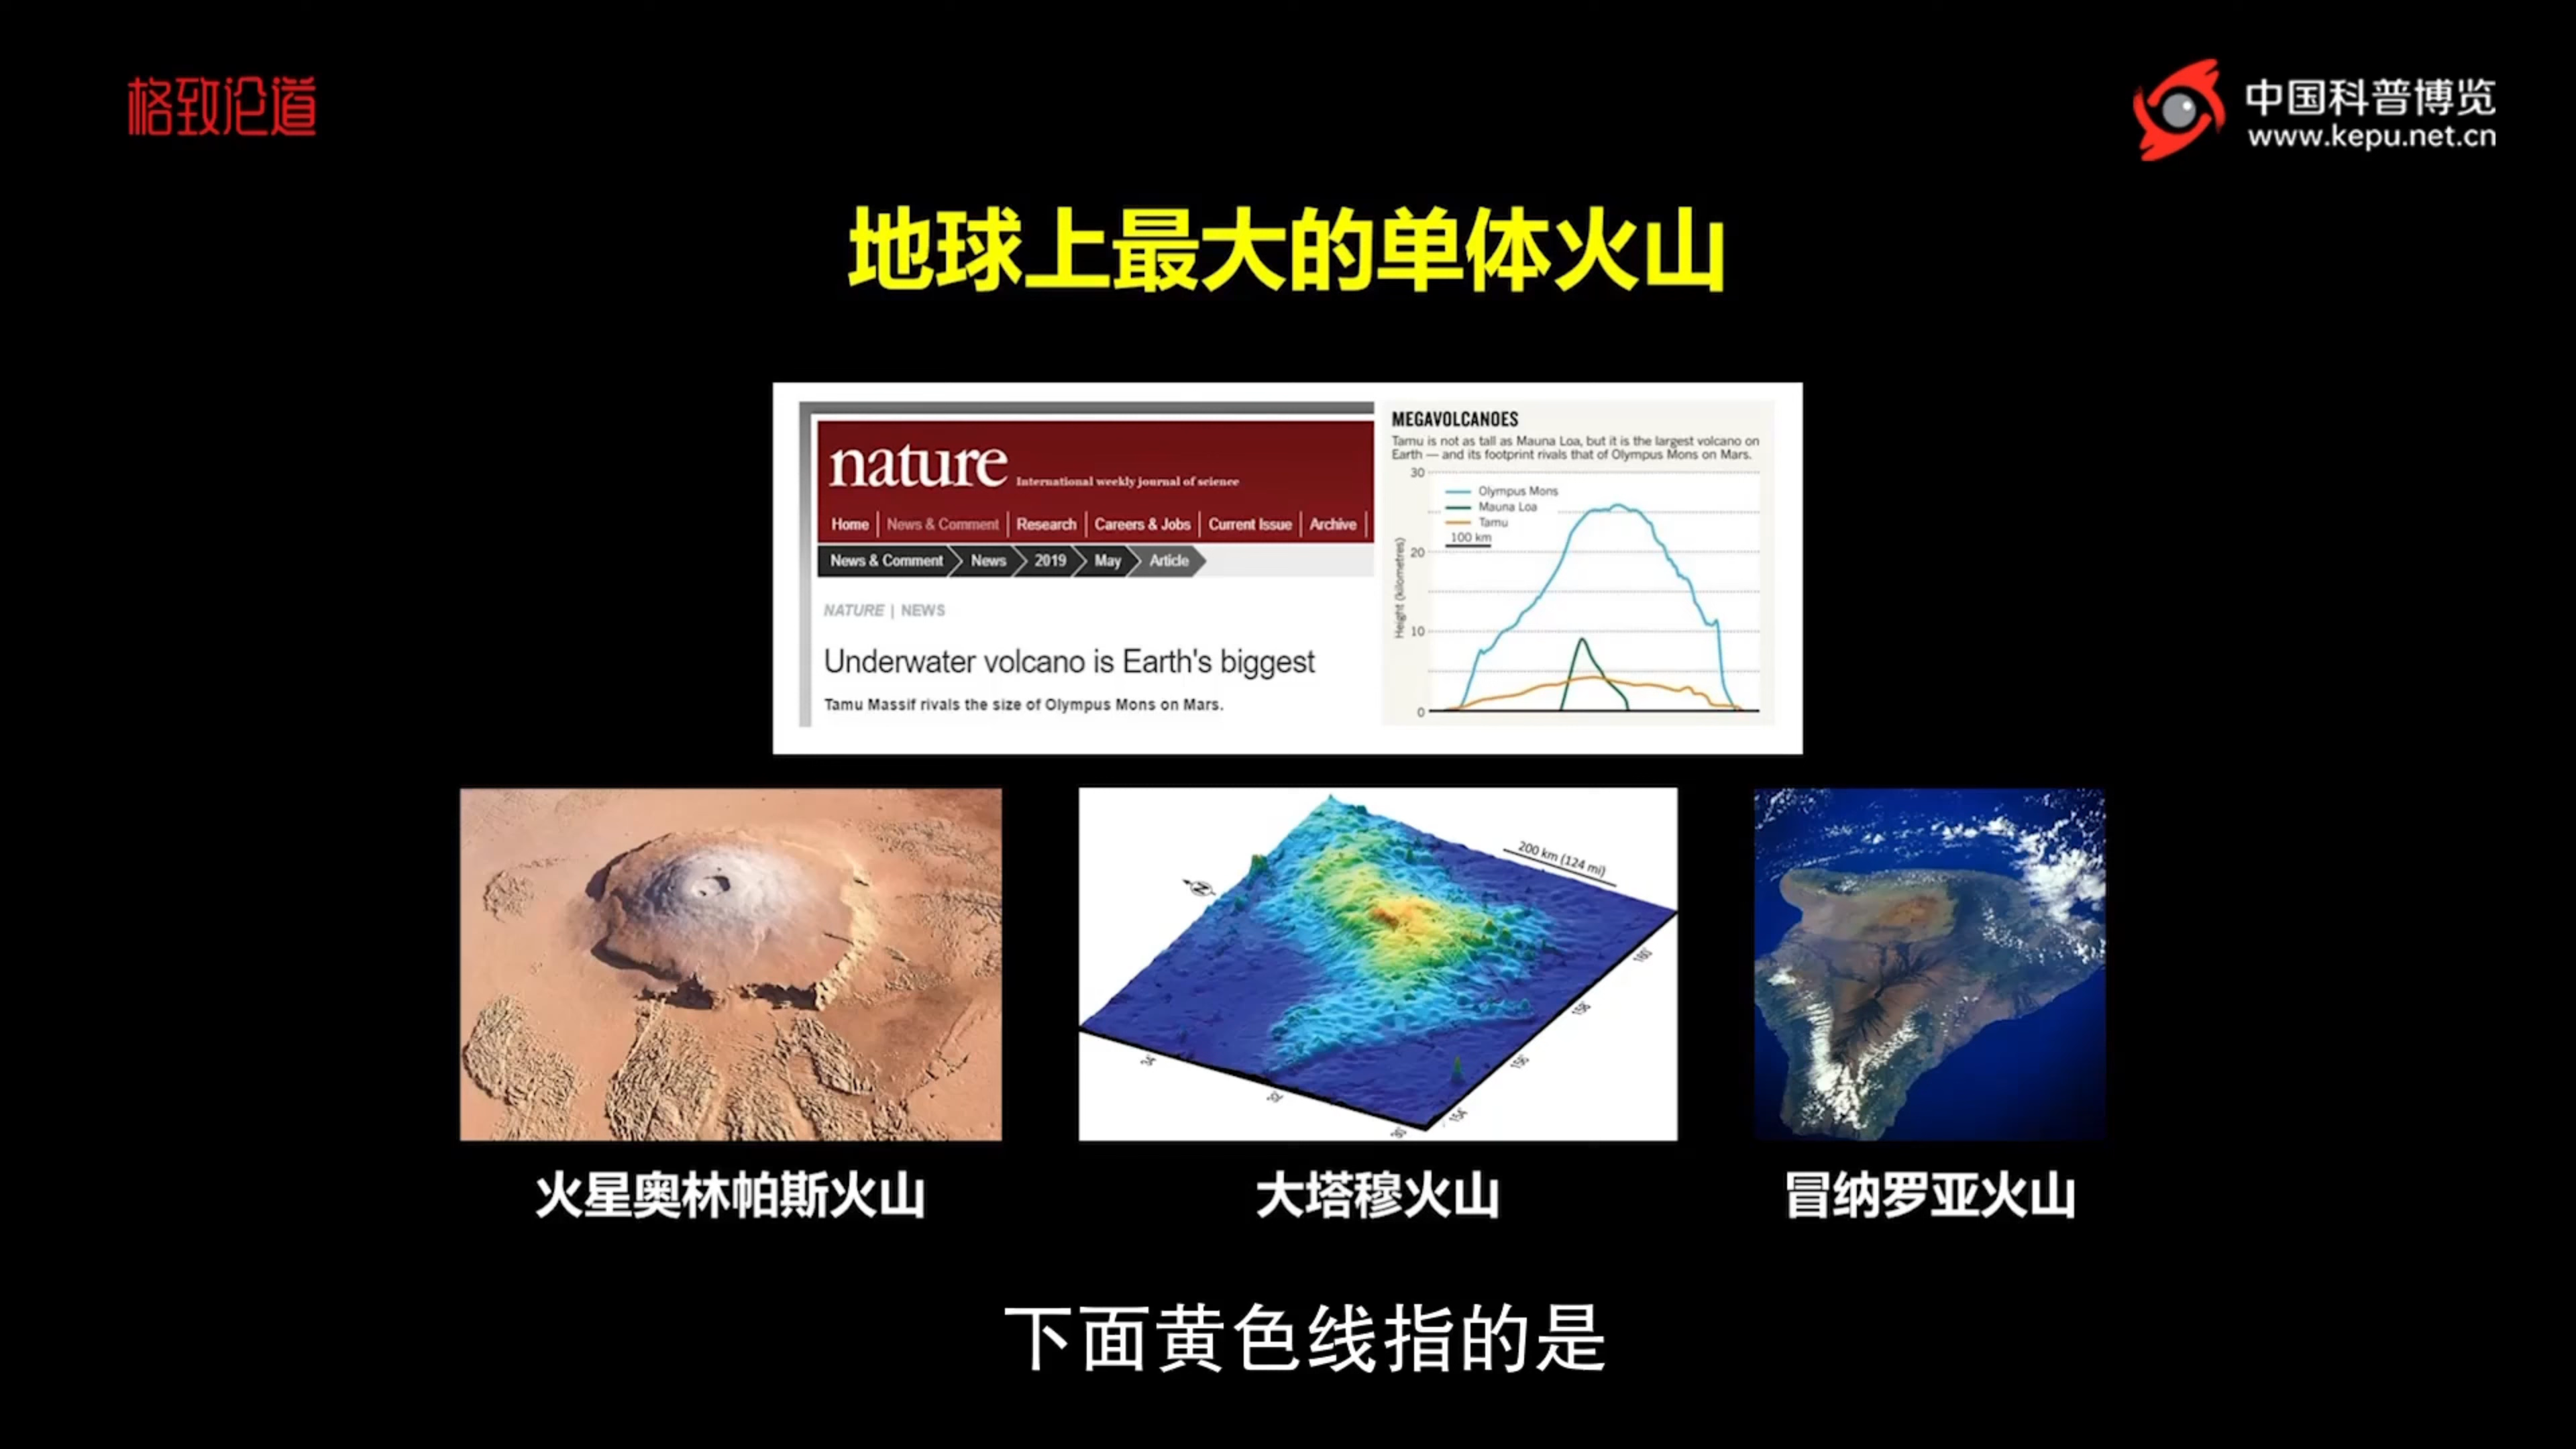 格致论道
中国科普博览
www.kepu.net.cn
地球上最大的单体火山
nature International weekly journal of science
Home | News & Comment | Research | Careers & Jobs | Current Issue | Archive |
News & Comment News 2019 May Article
NATURE | NEWS
Underwater volcano is Earth's biggest
Tamu Massif rivals the size of Olympus Mons on Mars.
MEGAVOLCANOES
Tamu is not as tall as Mauna Loa, but it is the largest volcano on
Earth — and its footprint rivals that of Olympus Mons on Mars.
Height (kilometres)
30
20
10
0
Olympus Mons
Mauna Loa
Tamu
100 km
200 km (124 mi)
N
34°
32°
30°
154°
156°
158°
160°
火星奥林帕斯火山
大塔穆火山
冒纳罗亚火山
下面黄色线指的是